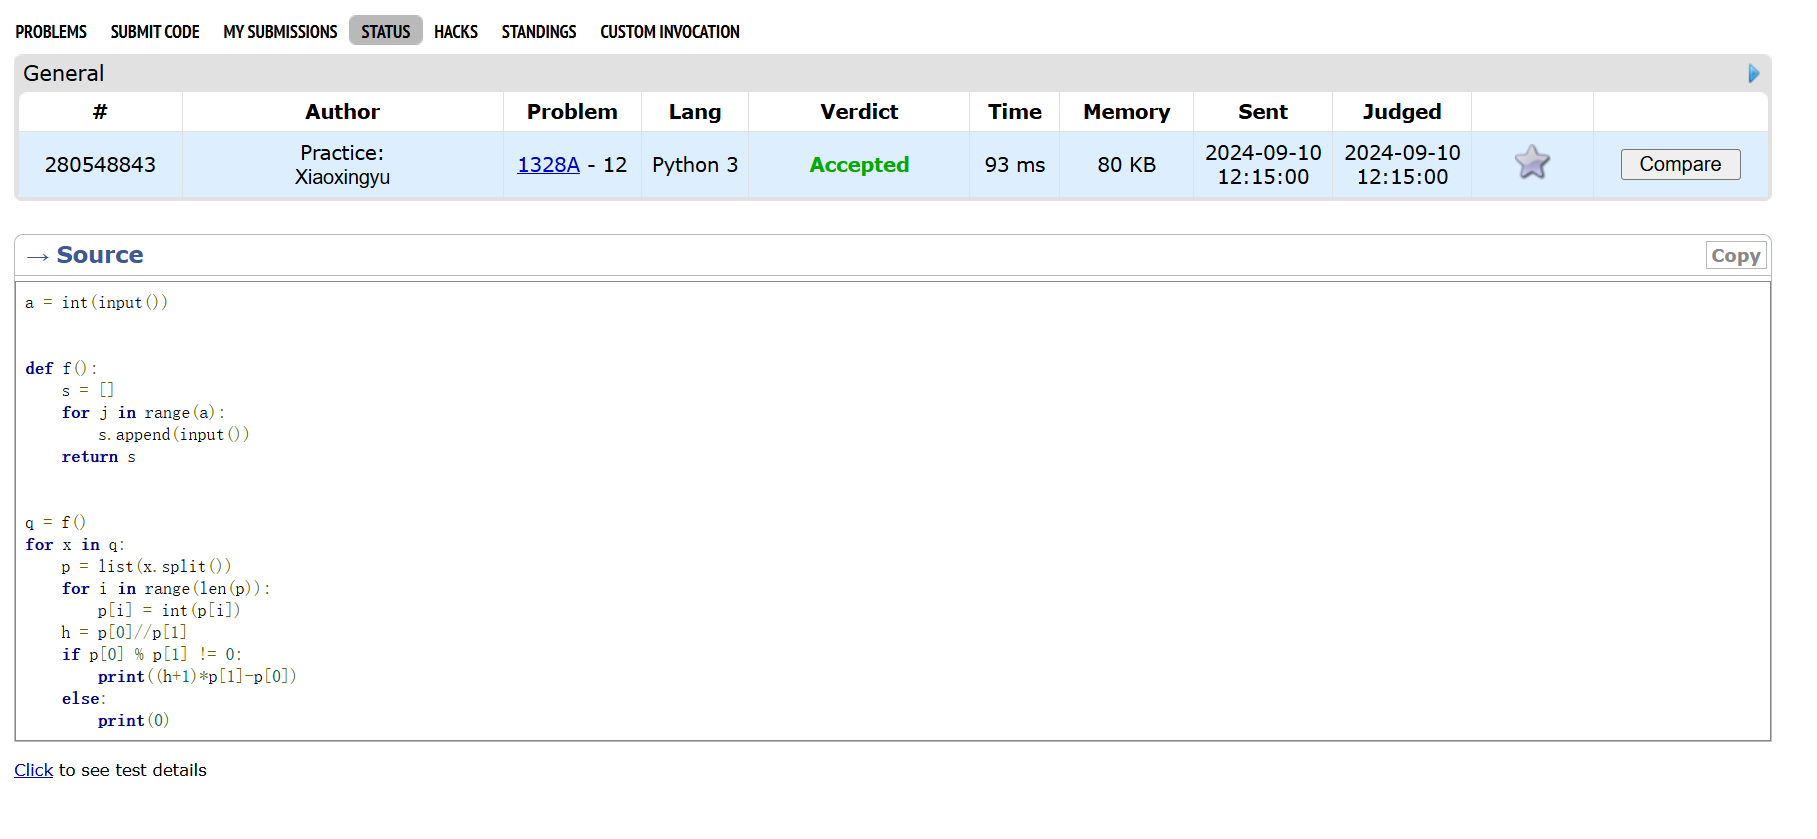 PROBLEMS SUBMIT CODE MY SUBMISSIONS STATUS HACKS STANDINGS CUSTOM INVOCATION
General
# Author Problem Lang Verdict Time Memory Sent Judged
280548843 Practice: Xiaoxingyu 1328A - 12 Python 3 Accepted 93 ms 80 KB 2024-09-10 12:15:00 2024-09-10 12:15:00 Compare
→ Source Copy
a = int(input())
def f():
    s = []
    for j in range(a):
        s.append(input())
    return s
q = f()
for x in q:
    p = list(x.split())
    for i in range(len(p)):
        p[i] = int(p[i])
    h = p[0]//p[1]
    if p[0] % p[1] != 0:
        print((h+1)*p[1]-p[0])
    else:
        print(0)
Click to see test details